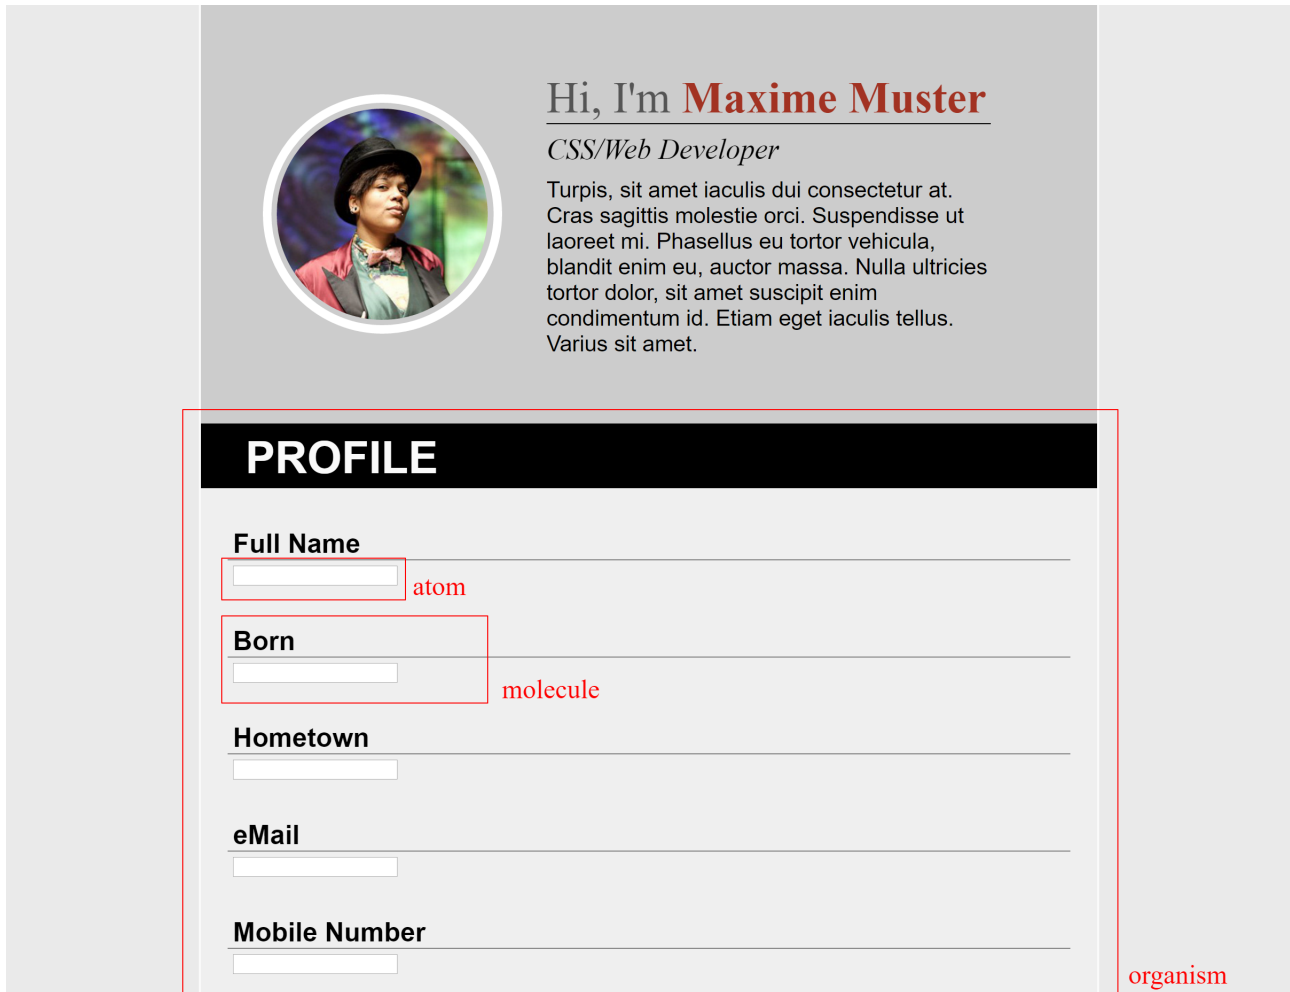 Hi, I'm Maxime Muster
CSS/Web Developer
Turpis, sit amet iaculis dui consectetur at.
Cras sagittis molestie orci. Suspendisse ut
laoreet mi. Phasellus eu tortor vehicula,
blandit enim eu, auctor massa. Nulla ultricies
tortor dolor, sit amet suscipit enim
condimentum id. Etiam eget iaculis tellus.
Varius sit amet.
PROFILE
Full Name
atom
Born
molecule
Hometown
eMail
Mobile Number
organism